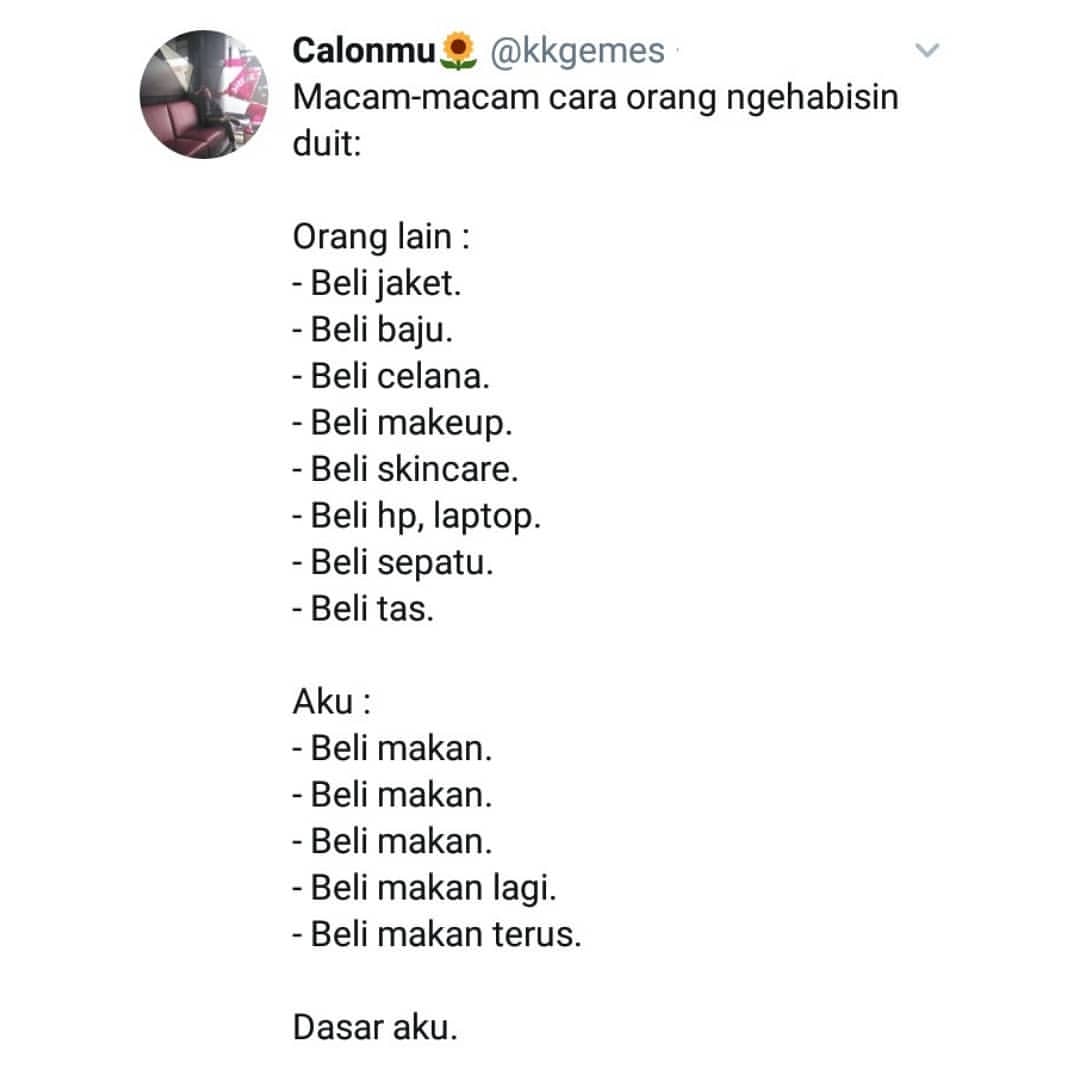 Calonmu🌻 @kkgemes ·
Macam-macam cara orang ngehabisin
duit:
Orang lain :
- Beli jaket.
- Beli baju.
- Beli celana.
- Beli makeup.
- Beli skincare.
- Beli hp, laptop.
- Beli sepatu.
- Beli tas.
Aku :
- Beli makan.
- Beli makan.
- Beli makan.
- Beli makan lagi.
- Beli makan terus.
Dasar aku.